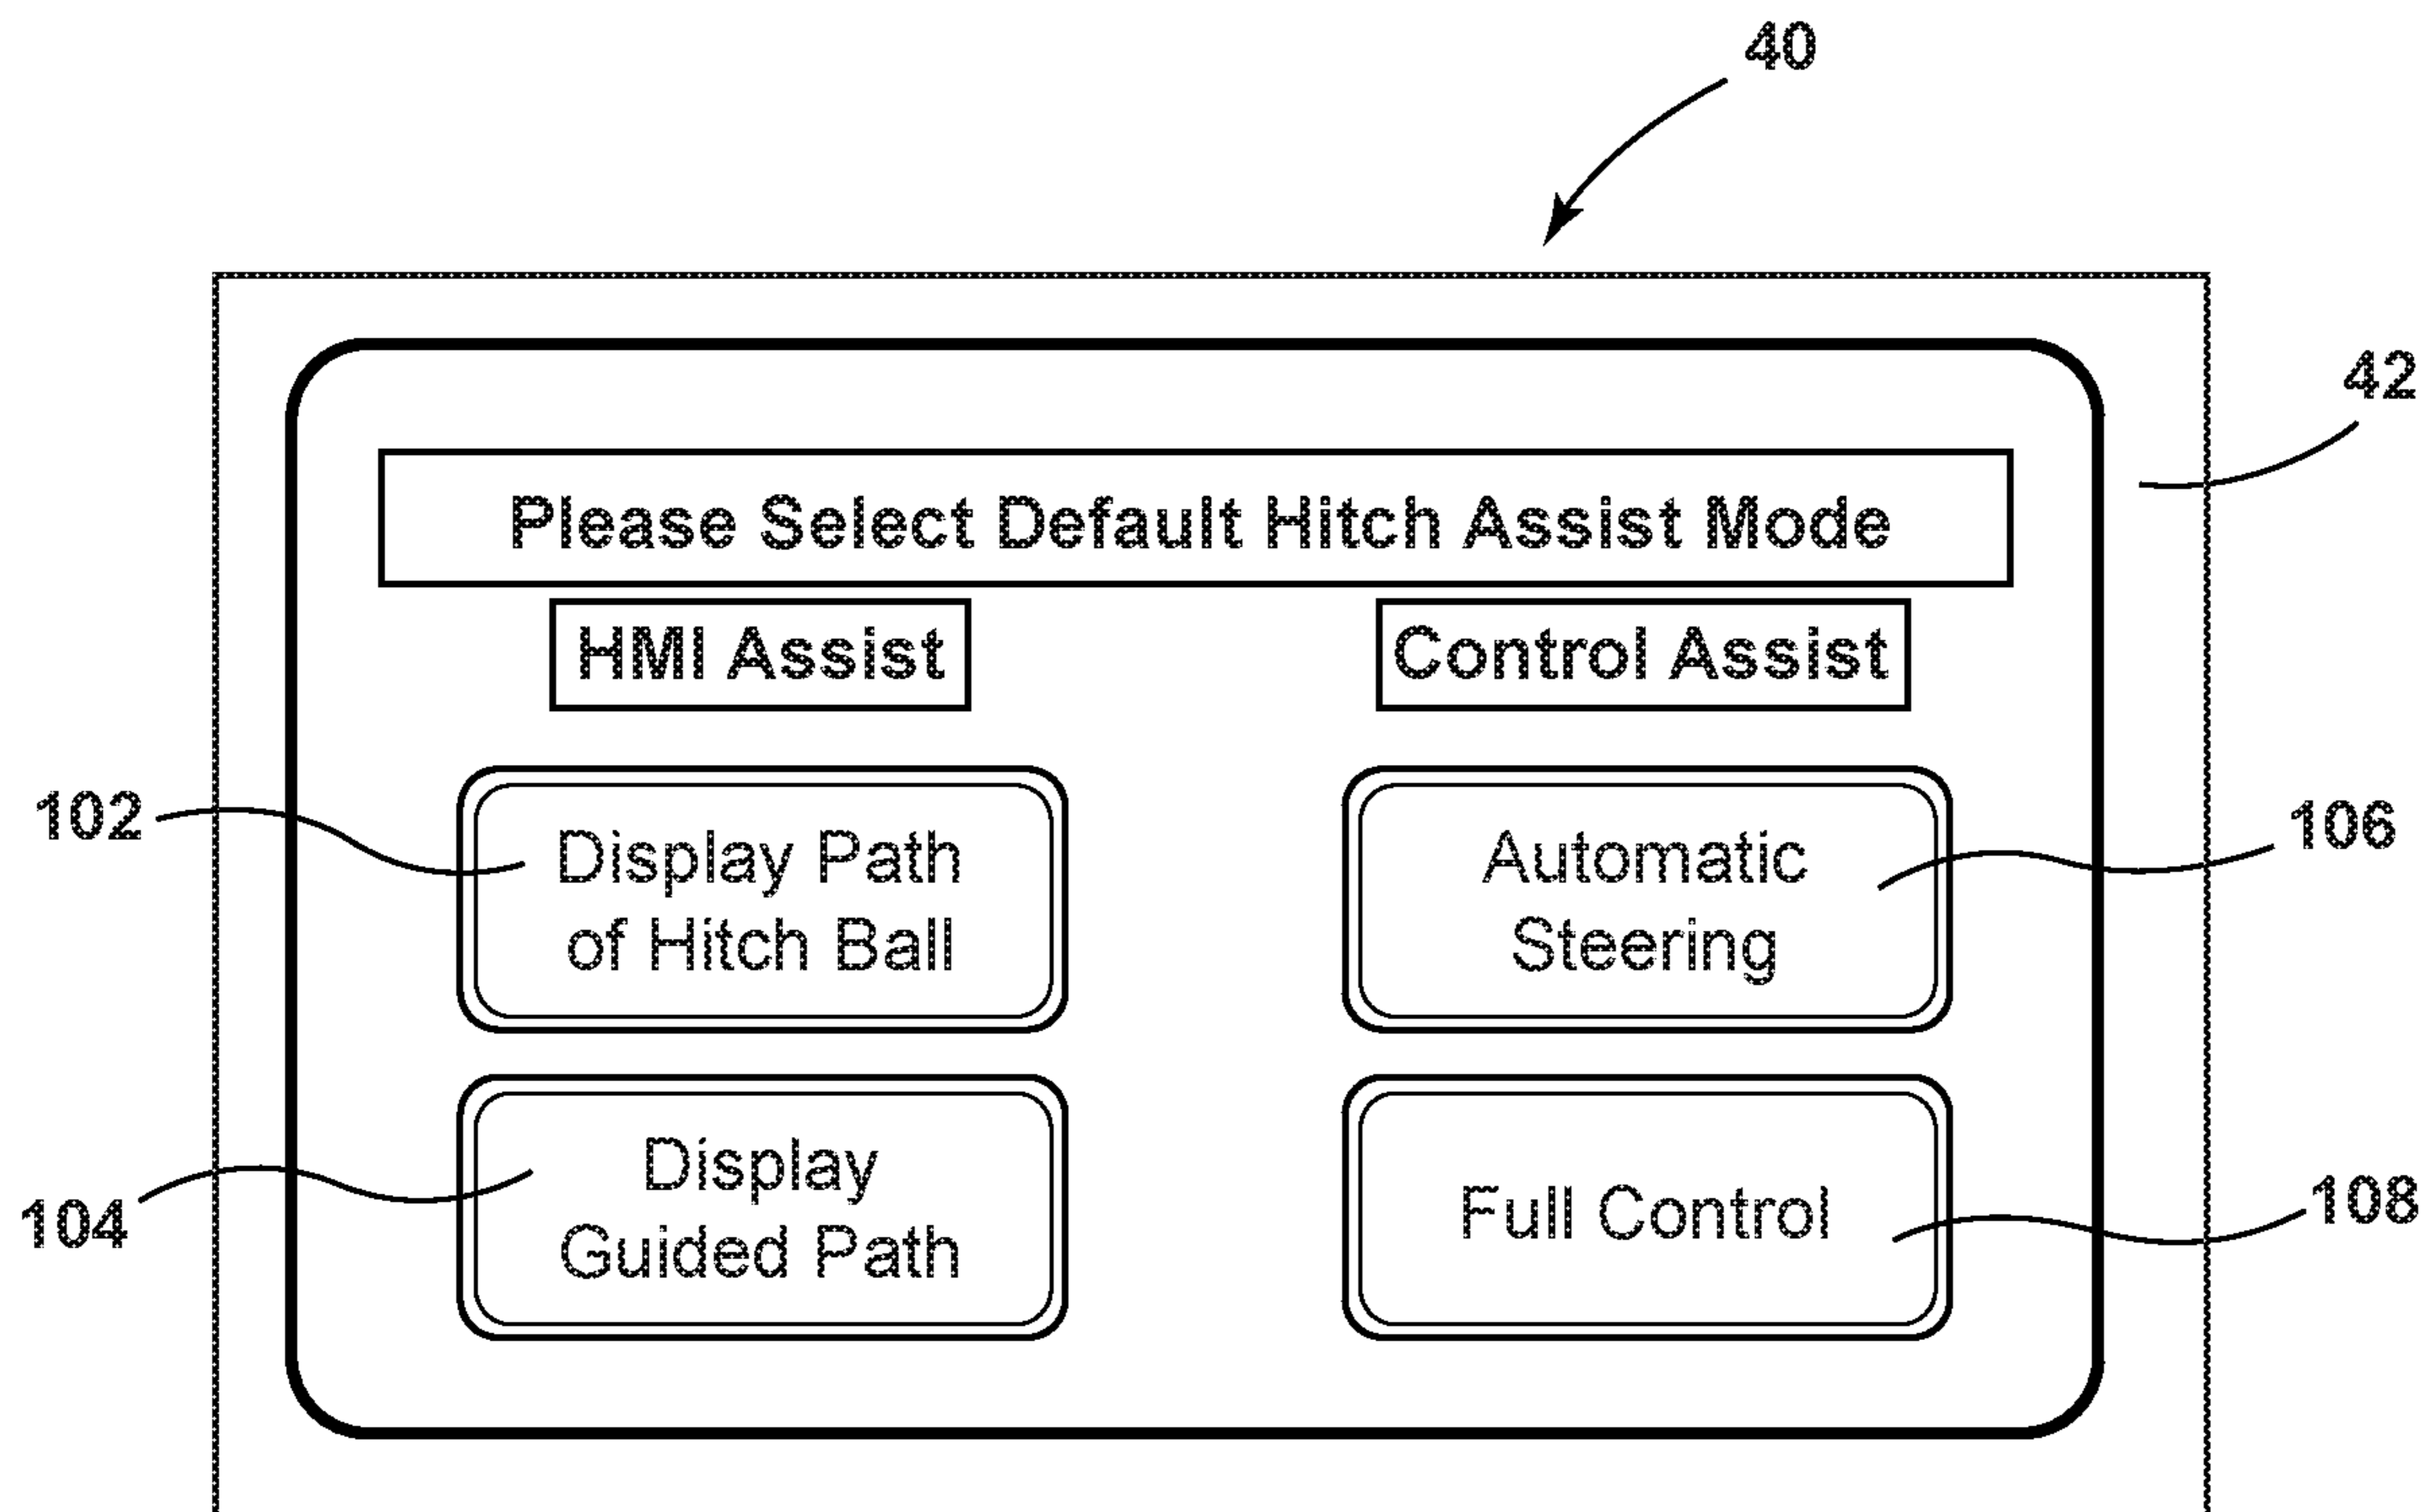 40
42
Please Select Default Hitch Assist Mode
HMI Assist
Control Assist
102
Display Path
of Hitch Ball
Automatic
Steering
106
104
Display
Guided Path
Full Control
108